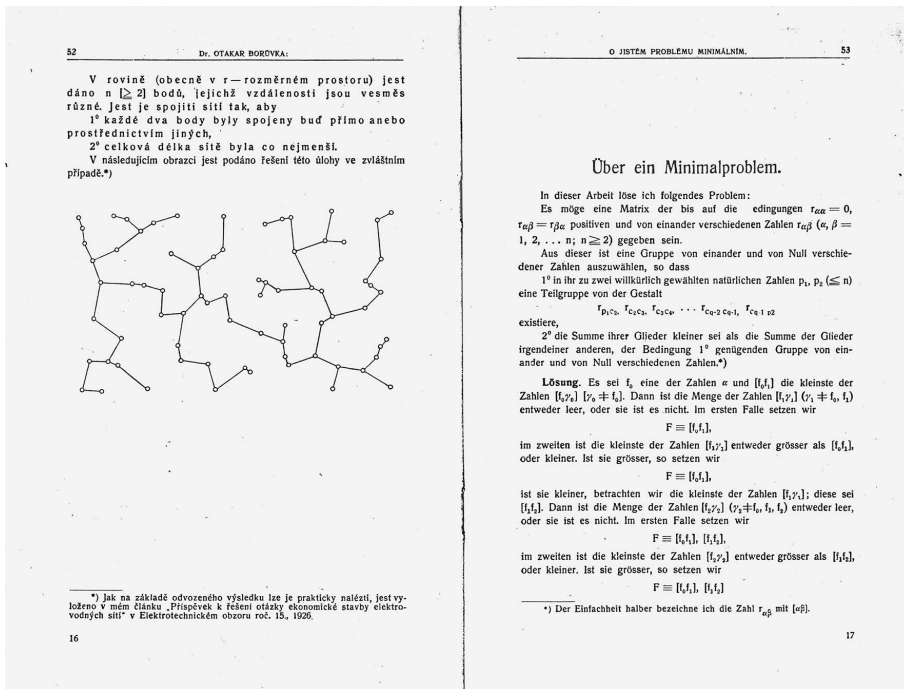 52
Dr. OTAKAR BORŮVKA:
V rovině (obecně v r — rozměrném prostoru) jest
dáno n [≧ 2] bodů, jejichž vzdálenosti jsou vesměs
různé. Jest je spojiti sítí tak, aby
1⁰ každé dva body byly spojeny buď přímo anebo
prostřednictvím jiných,
2⁰ celková délka sítě byla co nejmenší.
V následujícim obrazci jest podáno řešení této úlohy ve zvláštním
případě.*)
*) Jak na základě odvozeného výsledku lze je prakticky nalézti, jest vy-
loženo v mém článku „Příspěvek k řešení otázky ekonomické stavby elektro-
vodných sítí“ v Elektrotechnickém obzoru roč. 15., 1926.
16
O JISTÉM PROBLÉMU MINIMÁLNÍM.
53
Über ein Minimalproblem.
In dieser Arbeit löse ich folgendes Problem:
Es möge eine Matrix der bis auf die edingungen r_αα = 0,
r_αβ = r_βα positiven und von einander verschiedenen Zahlen r_αβ (α, β =
1, 2, ... n; n ≧ 2) gegeben sein.
Aus dieser ist eine Gruppe von einander und von Null verschie-
dener Zahlen auszuwählen, so dass
1⁰ in ihr zu zwei willkürlich gewählten natürlichen Zahlen p₁, p₂ (≦ n)
eine Teilgruppe von der Gestalt
r_p₁c₂, r_c₂c₃, r_c₃c₄, ... r_cq-2 cq-1, r_cq-1 p2
existiere,
2⁰ die Summe ihrer Glieder kleiner sei als die Summe der Glieder
irgendeiner anderen, der Bedingung 1⁰ genügenden Gruppe von ein-
ander und von Null verschiedenen Zahlen.*)
Lösung. Es sei f₀ eine der Zahlen α und [f₀f₁] die kleinste der
Zahlen [f₀γ₀] [γ₀ ≠ f₀]. Dann ist die Menge der Zahlen [f₁γ₁] (γ₁ ≠ f₀, f₁)
entweder leer, oder sie ist es nicht. Im ersten Falle setzen wir
F ≡ [f₀f₁],
im zweiten ist die kleinste der Zahlen [f₁γ₁] entweder grösser als [f₀f₁],
oder kleiner. Ist sie grösser, so setzen wir
F ≡ [f₀f₁],
ist sie kleiner, betrachten wir die kleinste der Zahlen [f₁γ₁]; diese sei
[f₁f₂]. Dann ist die Menge der Zahlen [f₂γ₂] (γ₂≠f₀, f₁, f₂) entweder leer,
oder sie ist es nicht. Im ersten Falle setzen wir
F ≡ [f₀f₁], [f₁f₂],
im zweiten ist die kleinste der Zahlen [f₂γ₂] entweder grösser als [f₁f₂],
oder kleiner. Ist sie grösser, so setzen wir
F ≡ [f₀f₁], [f₁f₂]
*) Der Einfachheit halber bezeichne ich die Zahl r_αβ mit [αβ].
17